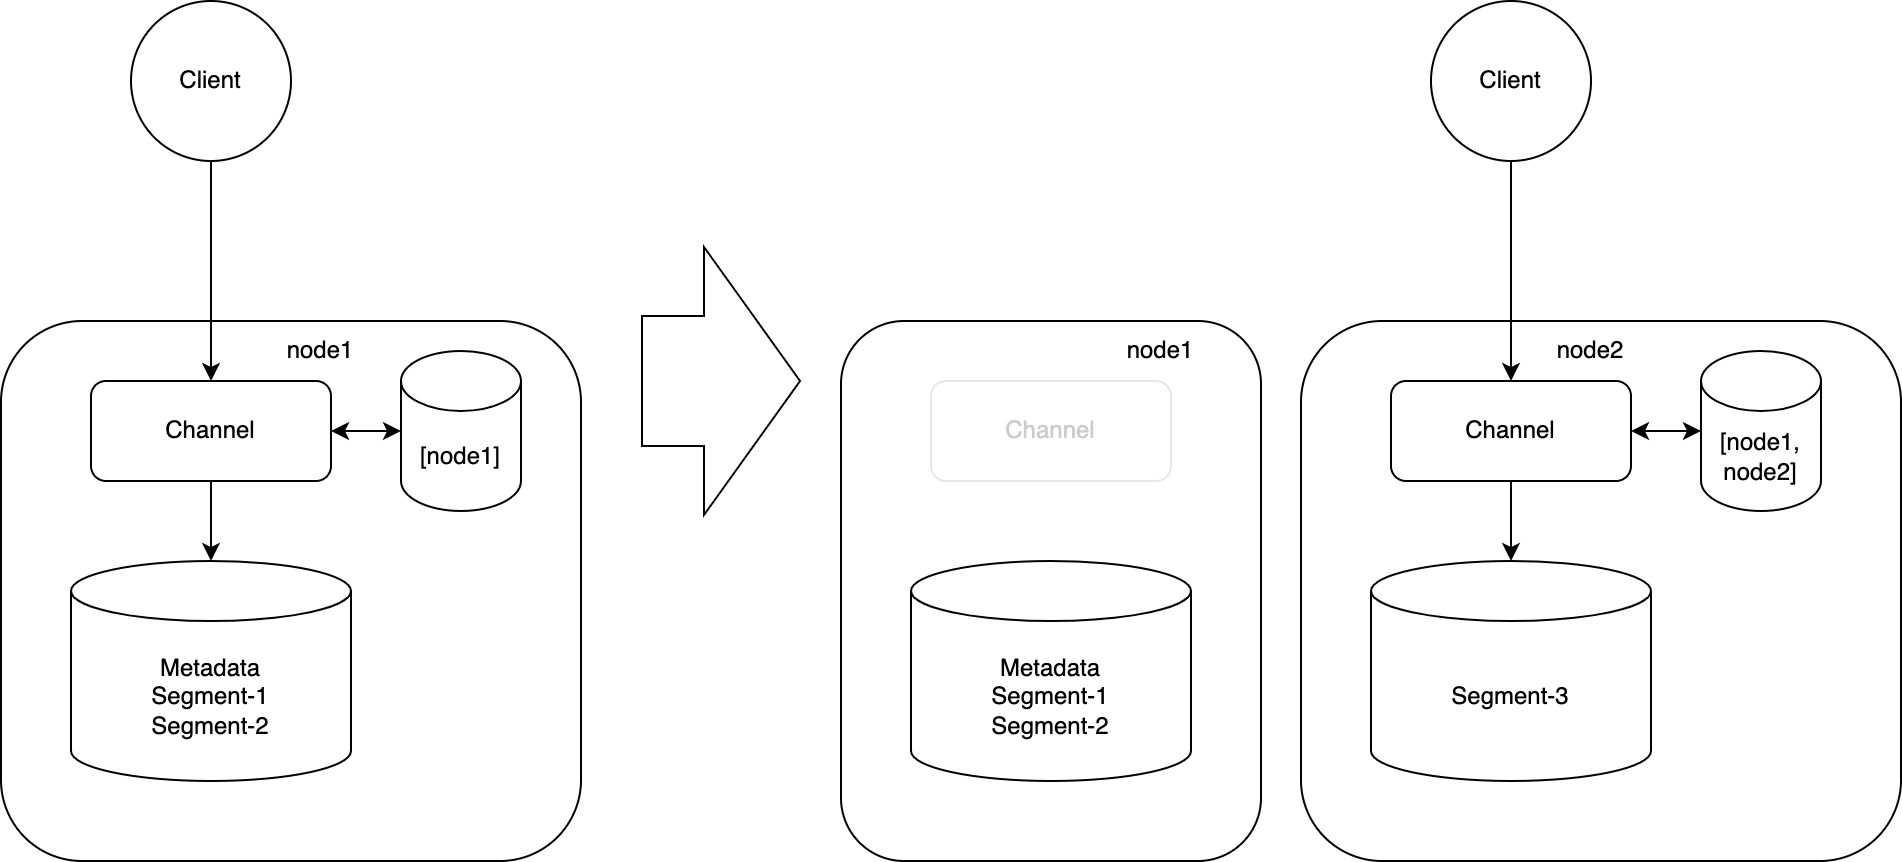 Client
node1
Channel
[node1]
Metadata
Segment-1
Segment-2
node1
Channel
Metadata
Segment-1
Segment-2
Client
node2
Channel
[node1,
node2]
Segment-3